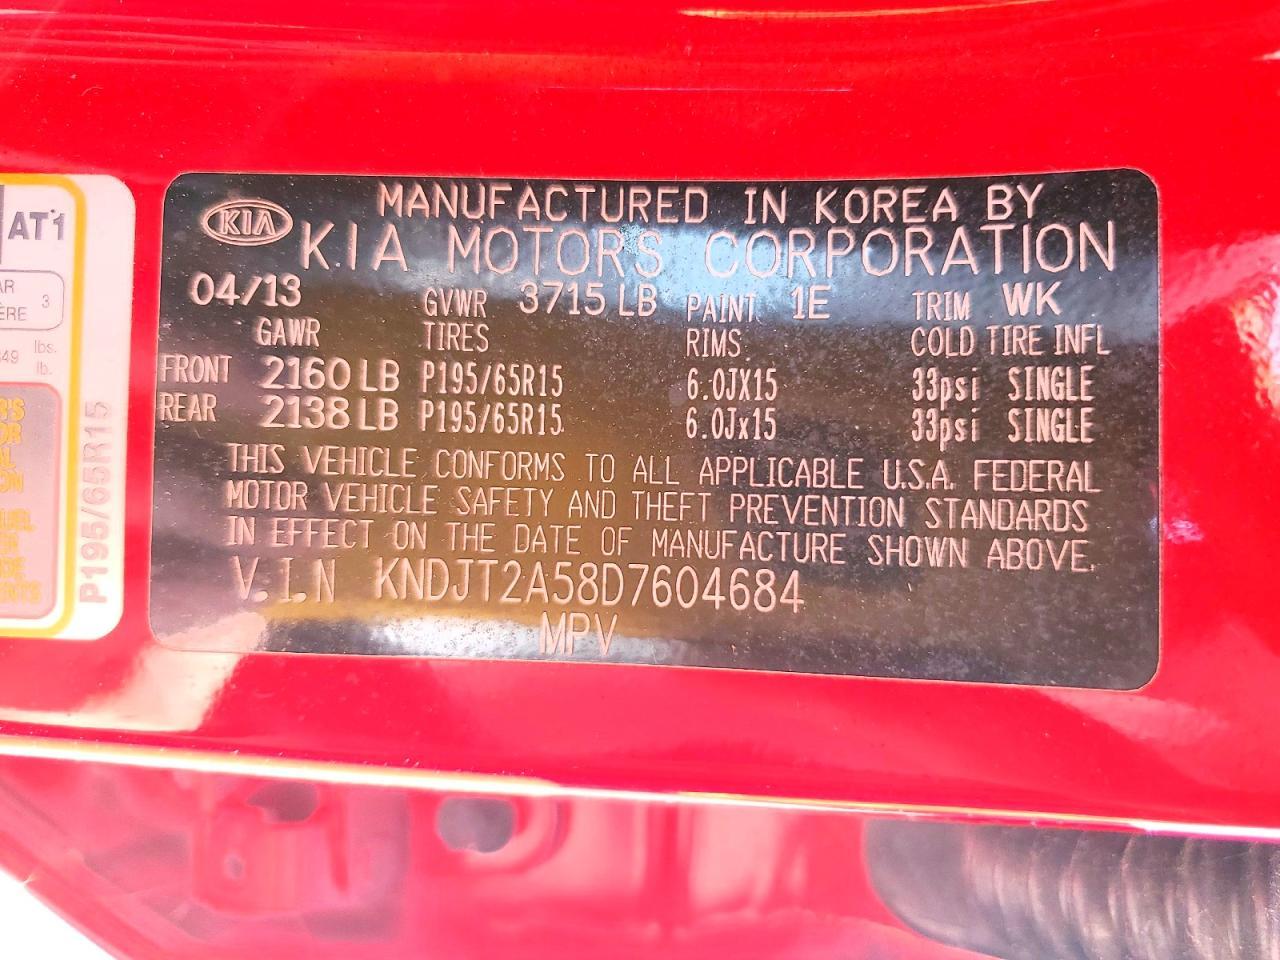 MANUFACTURED IN KOREA BY
KIA
KIA MOTORS CORPORATION
04/13 GVWR 3715 LB PAINT 1E TRIM WK
GAWR TIRES RIMS COLD TIRE INFL
FRONT 2160 LB P195/65R15 6.0JX15 33psi SINGLE
REAR 2138 LB P195/65R15 6.0Jx15 33psi SINGLE
THIS VEHICLE CONFORMS TO ALL APPLICABLE U.S.A. FEDERAL
MOTOR VEHICLE SAFETY AND THEFT PREVENTION STANDARDS
IN EFFECT ON THE DATE OF MANUFACTURE SHOWN ABOVE.
V.I.N KNDJT2A58D7604684
MPV
3
lbs.
lb.
P195/65R15